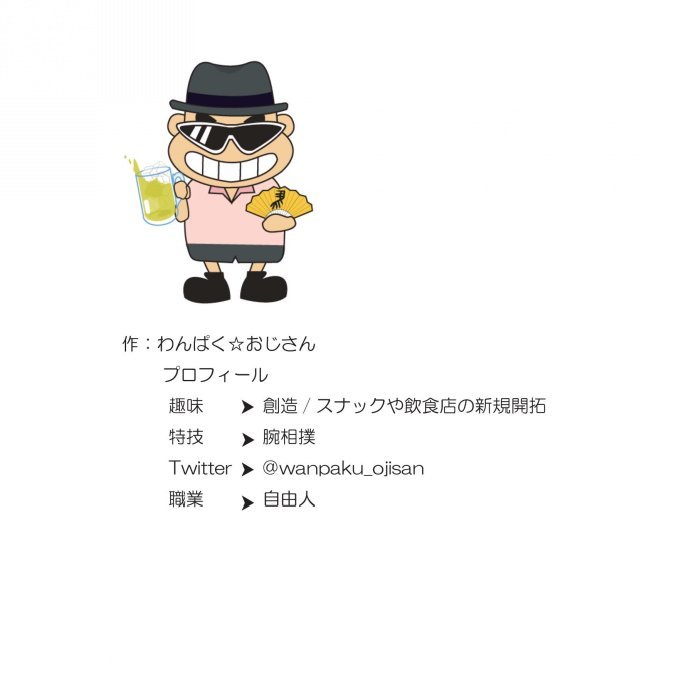 作：わんぱく☆おじさん
プロフィール
趣味 ➤ 創造 / スナックや飲食店の新規開拓
特技 ➤ 腕相撲
Twitter ➤ @wanpaku_ojisan
職業 ➤ 自由人